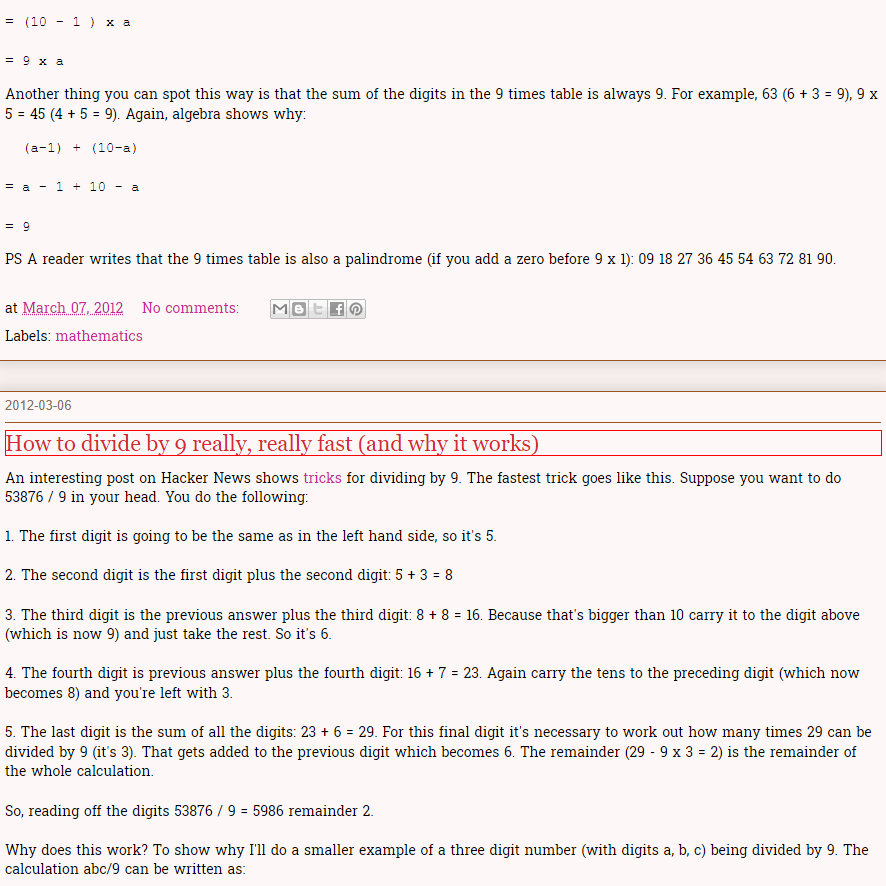 = (10 - 1 ) x a
= 9 x a
Another thing you can spot this way is that the sum of the digits in the 9 times table is always 9. For example, 63 (6 + 3 = 9), 9 x
5 = 45 (4 + 5 = 9). Again, algebra shows why:
(a-1) + (10-a)
= a - 1 + 10 - a
= 9
PS A reader writes that the 9 times table is also a palindrome (if you add a zero before 9 x 1): 09 18 27 36 45 54 63 72 81 90.
at March 07, 2012 No comments:
Labels: mathematics
2012-03-06
How to divide by 9 really, really fast (and why it works)
An interesting post on Hacker News shows tricks for dividing by 9. The fastest trick goes like this. Suppose you want to do
53876 / 9 in your head. You do the following:
1. The first digit is going to be the same as in the left hand side, so it's 5.
2. The second digit is the first digit plus the second digit: 5 + 3 = 8
3. The third digit is the previous answer plus the third digit: 8 + 8 = 16. Because that's bigger than 10 carry it to the digit above
(which is now 9) and just take the rest. So it's 6.
4. The fourth digit is previous answer plus the fourth digit: 16 + 7 = 23. Again carry the tens to the preceding digit (which now
becomes 8) and you're left with 3.
5. The last digit is the sum of all the digits: 23 + 6 = 29. For this final digit it's necessary to work out how many times 29 can be
divided by 9 (it's 3). That gets added to the previous digit which becomes 6. The remainder (29 - 9 x 3 = 2) is the remainder of
the whole calculation.
So, reading off the digits 53876 / 9 = 5986 remainder 2.
Why does this work? To show why I'll do a smaller example of a three digit number (with digits a, b, c) being divided by 9. The
calculation abc/9 can be written as: